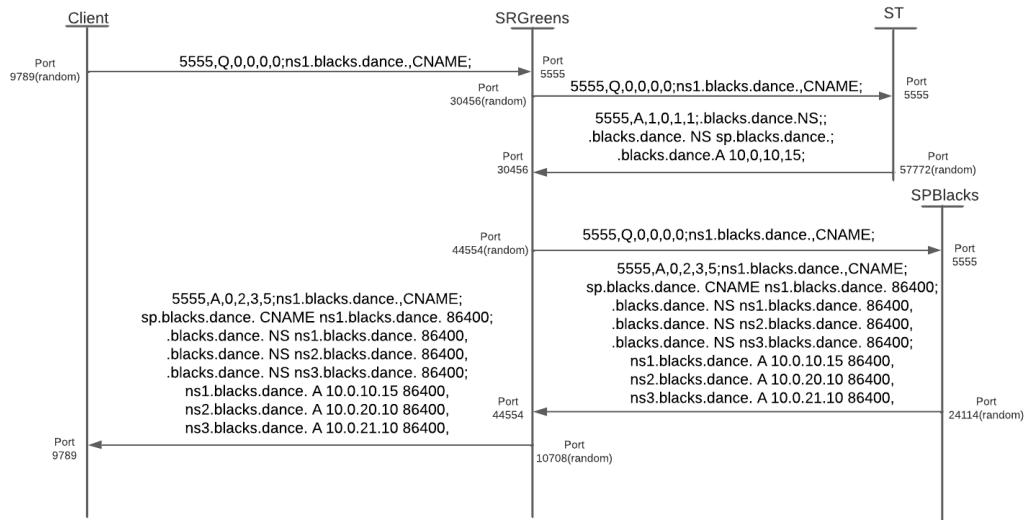 Client
SRGreens
ST
Port
9789(random)
5555,Q,0,0,0,0;ns1.blacks.dance.,CNAME;
Port
5555
Port
30456(random)
5555,Q,0,0,0,0;ns1.blacks.dance.,CNAME;
Port
5555
5555,A,1,0,1,1;.blacks.dance.NS;;
.blacks.dance. NS sp.blacks.dance.;
.blacks.dance.A 10,0,10,15;
Port
30456
Port
57772(random)
SPBlacks
Port
44554(random)
5555,Q,0,0,0,0;ns1.blacks.dance.,CNAME;
Port
5555
5555,A,0,2,3,5;ns1.blacks.dance.,CNAME;
sp.blacks.dance. CNAME ns1.blacks.dance. 86400;
.blacks.dance. NS ns1.blacks.dance. 86400,
.blacks.dance. NS ns2.blacks.dance. 86400,
.blacks.dance. NS ns3.blacks.dance. 86400;
ns1.blacks.dance. A 10.0.10.15 86400,
ns2.blacks.dance. A 10.0.20.10 86400,
ns3.blacks.dance. A 10.0.21.10 86400,
Port
44554
Port
24114(random)
5555,A,0,2,3,5;ns1.blacks.dance.,CNAME;
sp.blacks.dance. CNAME ns1.blacks.dance. 86400;
.blacks.dance. NS ns1.blacks.dance. 86400,
.blacks.dance. NS ns2.blacks.dance. 86400,
.blacks.dance. NS ns3.blacks.dance. 86400;
ns1.blacks.dance. A 10.0.10.15 86400,
ns2.blacks.dance. A 10.0.20.10 86400,
ns3.blacks.dance. A 10.0.21.10 86400,
Port
9789
Port
10708(random)